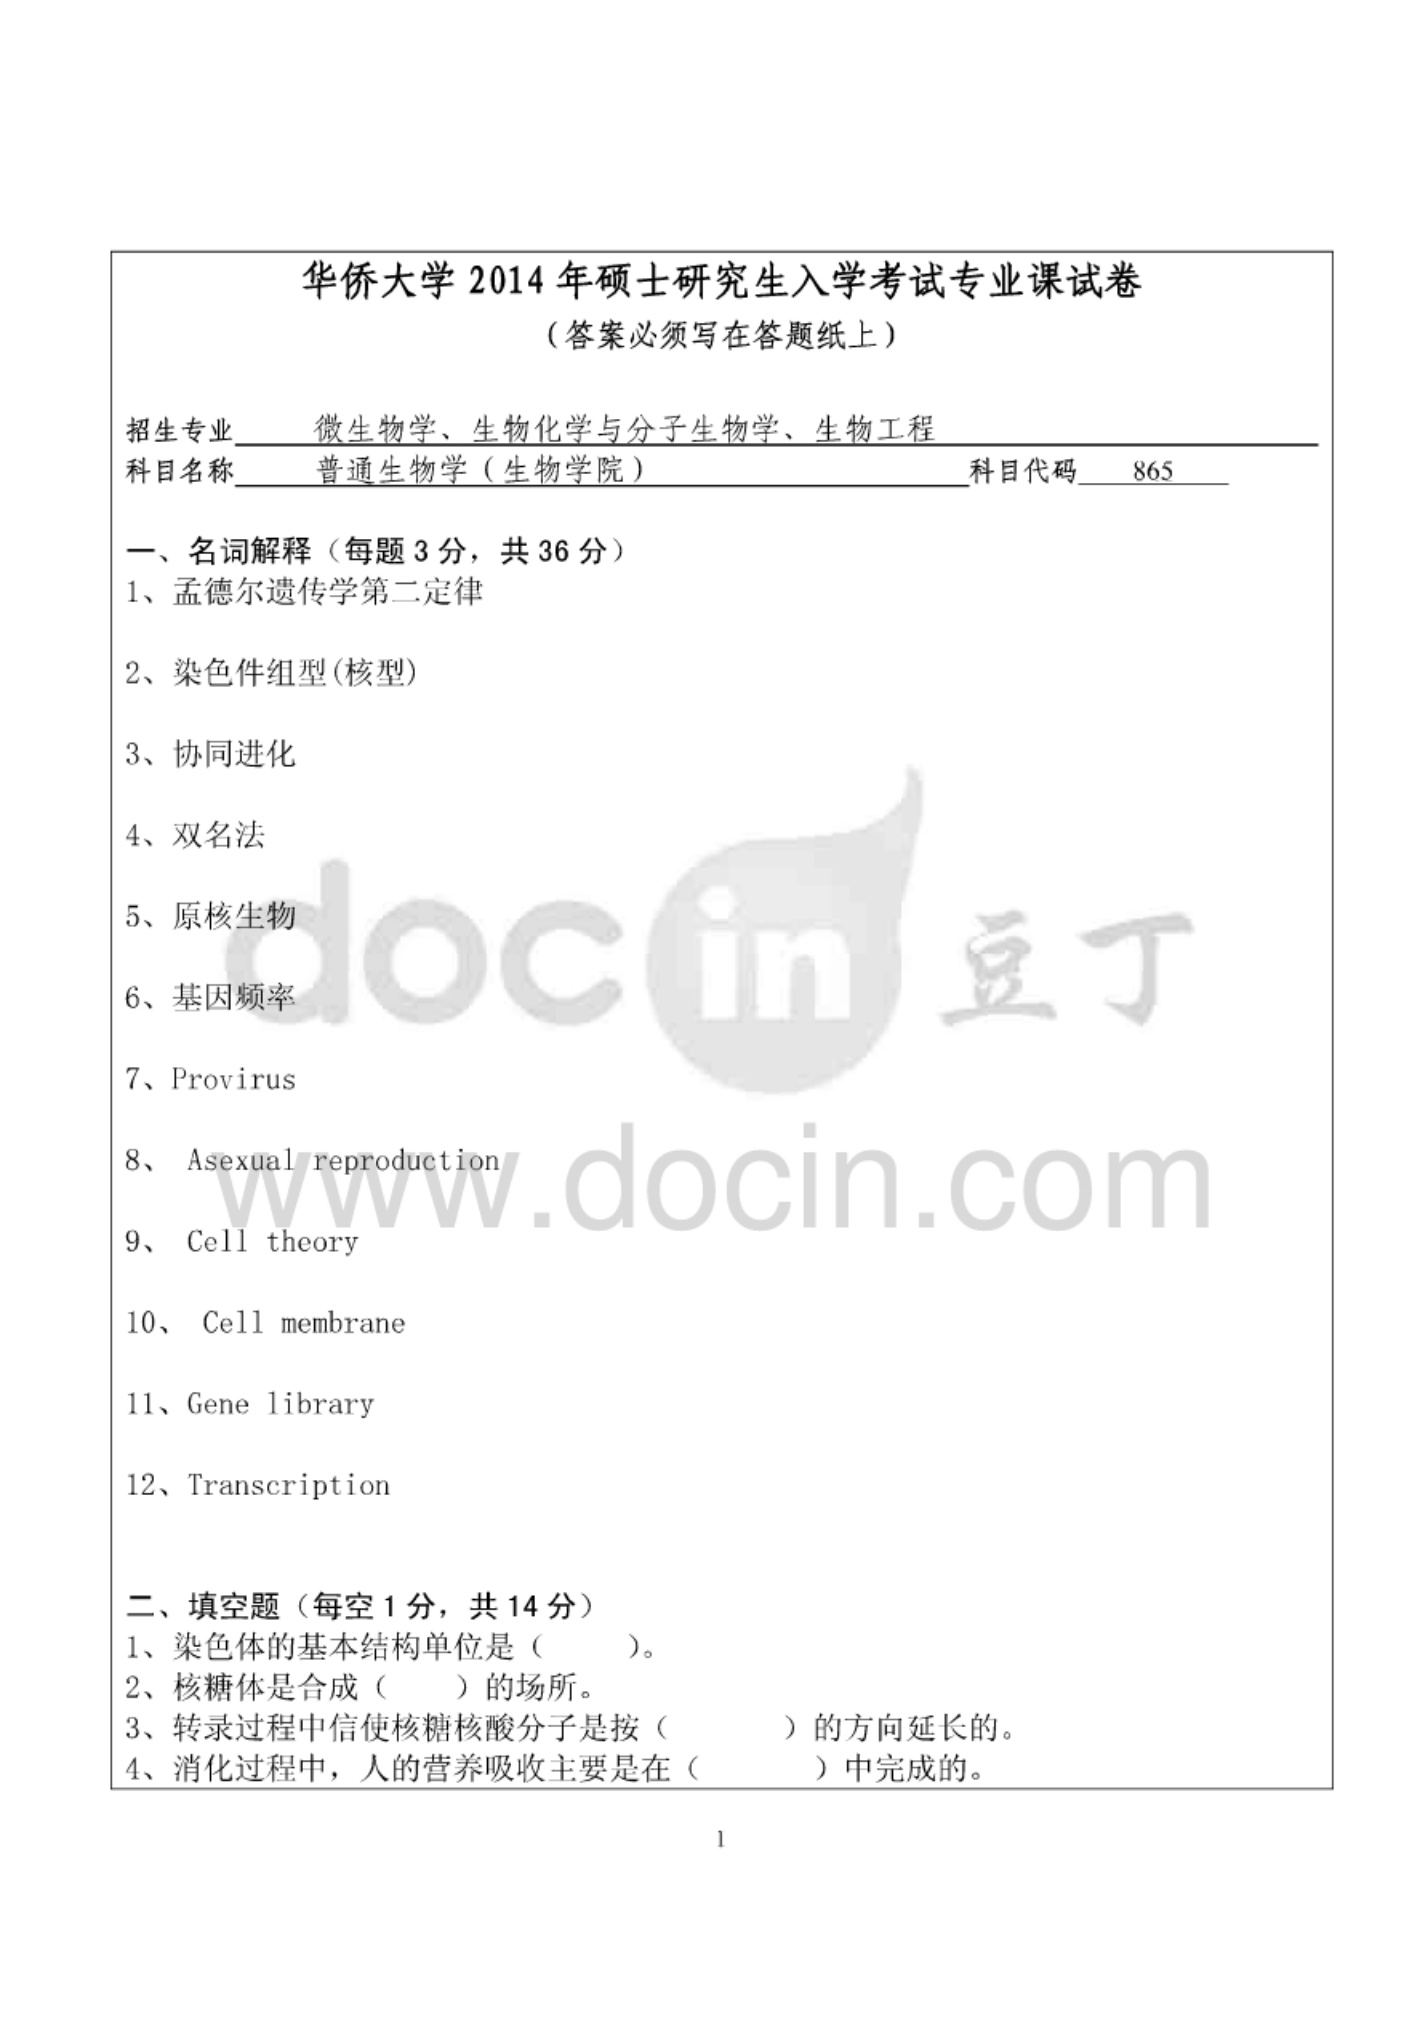 华侨大学 2014 年硕士研究生入学考试专业课试卷
（答案必须写在答题纸上）
招生专业 微生物学、生物化学与分子生物学、生物工程
科目名称 普通生物学（生物学院） 科目代码 865
一、名词解释（每题 3 分，共 36 分）
1、孟德尔遗传学第二定律
2、染色件组型(核型)
3、协同进化
4、双名法
5、原核生物
6、基因频率
7、Provirus
8、 Asexual reproduction
9、 Cell theory
10、 Cell membrane
11、Gene library
12、Transcription
二、填空题（每空 1 分，共 14 分）
1、染色体的基本结构单位是（ ）。
2、核糖体是合成（ ）的场所。
3、转录过程中信使核糖核酸分子是按（ ）的方向延长的。
4、消化过程中，人的营养吸收主要是在（ ）中完成的。
1
docin 豆丁
www.docin.com